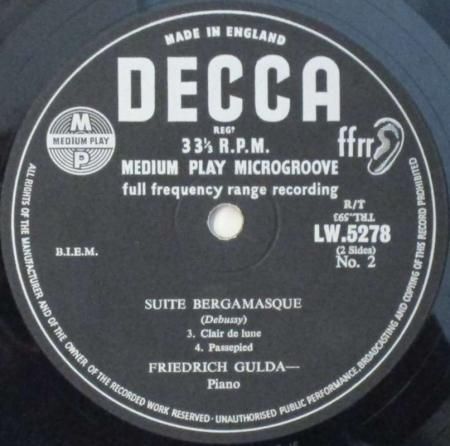 MADE IN ENGLAND
DECCA
REGD
33⅓ R.P.M.
ffrr
M
MEDIUM PLAY
P
MEDIUM PLAY MICROGROOVE
full frequency range recording
R/T
TRL.593
LW.5278
(2 Sides)
No. 2
B.I.E.M.
SUITE BERGAMASQUE
(Debussy)
3. Clair de lune
4. Passepied
FRIEDRICH GULDA—
Piano
ALL RIGHTS OF THE MANUFACTURER AND OF THE OWNER OF THE RECORDED WORK RESERVED · UNAUTHORISED PUBLIC PERFORMANCE, BROADCASTING AND COPYING OF THIS RECORD PROHIBITED